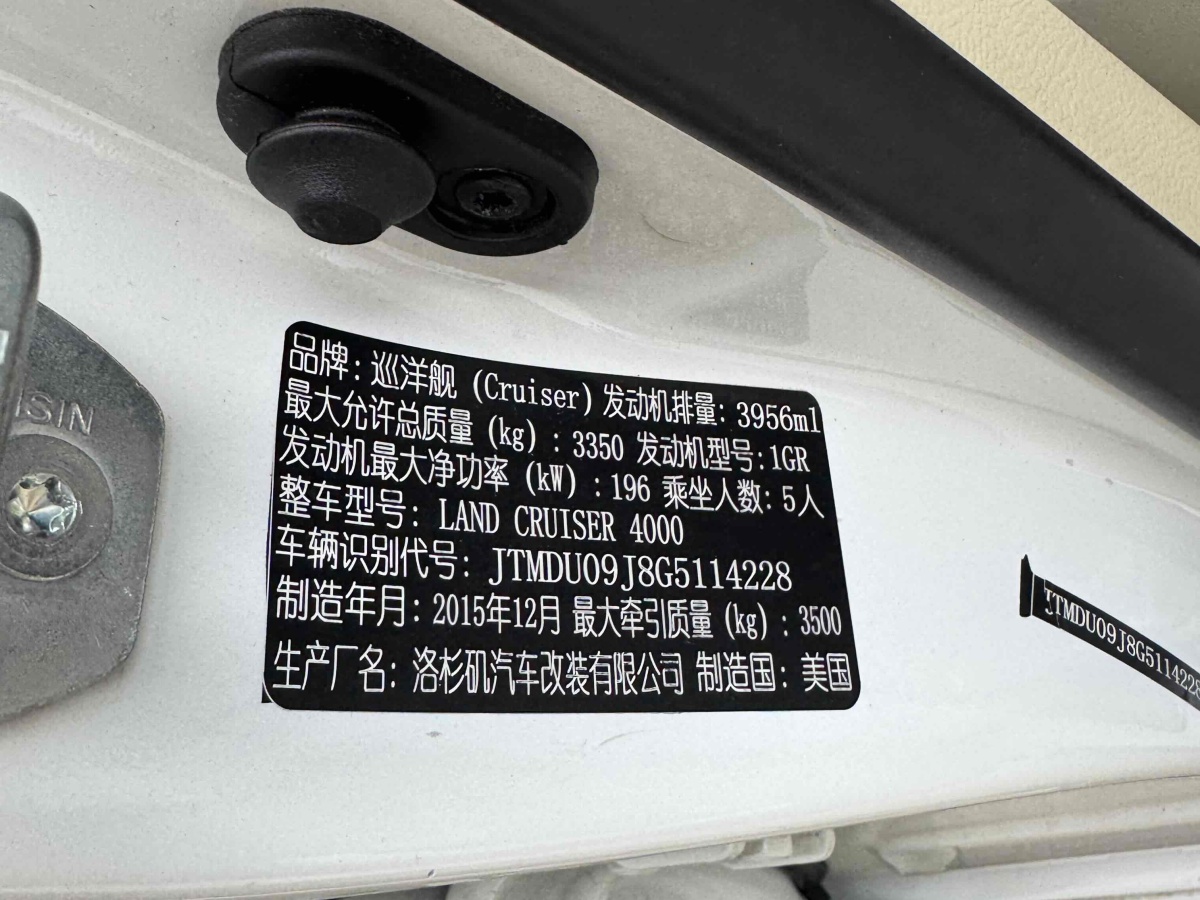 品牌: 巡洋舰 (Cruiser) 发动机排量: 3956ml
最大允许总质量 (kg) : 3350 发动机型号: 1GR
发动机最大净功率 (kW) : 196 乘坐人数: 5人
整车型号: LAND CRUISER 4000
车辆识别代号: JTMDU09J8G5114228
制造年月: 2015年12月 最大牵引质量 (kg) : 3500
生产厂名: 洛杉矶汽车改装有限公司 制造国: 美国
JTMDU09J8G5114228